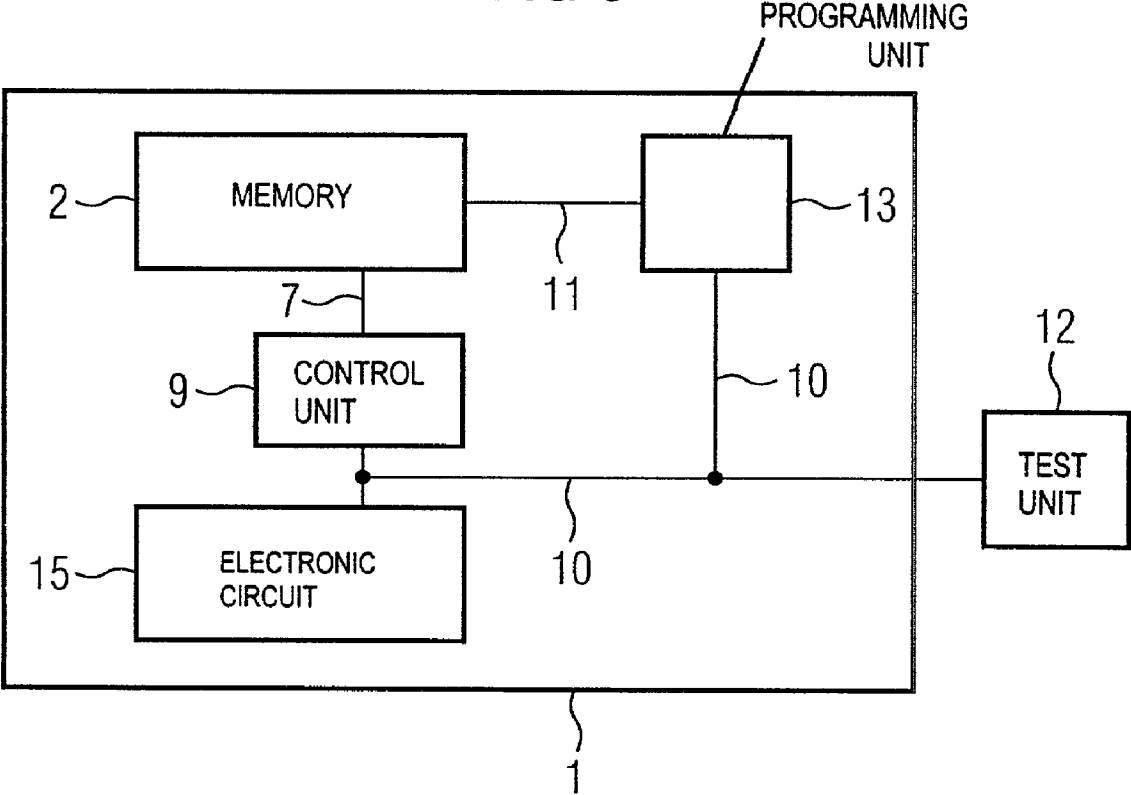 PROGRAMMING
UNIT
2
MEMORY
13
11
7
12
9
CONTROL
UNIT
10
TEST
UNIT
15
ELECTRONIC
CIRCUIT
10
1